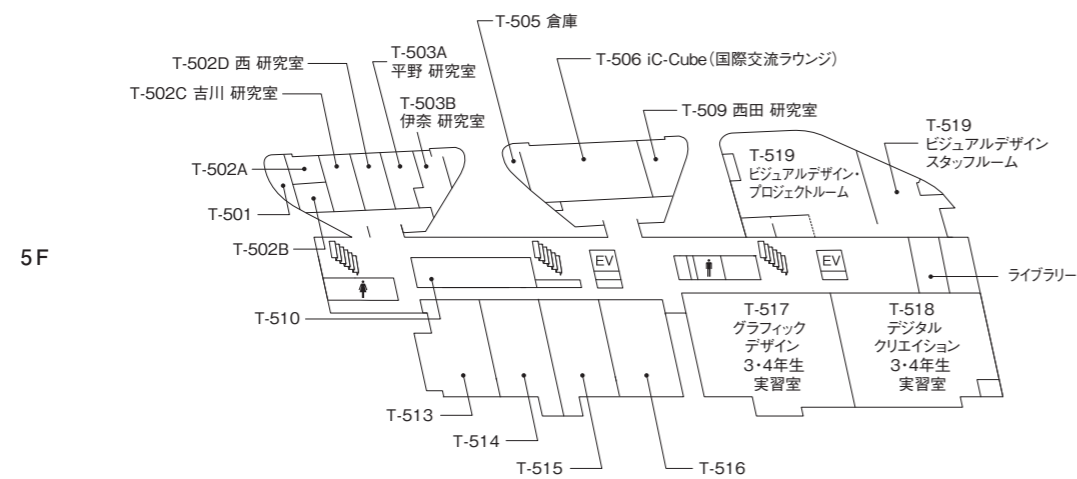 T-505 倉庫
T-503A
平野 研究室
T-506 iC-Cube（国際交流ラウンジ）
T-502D 西 研究室
T-502C 吉川 研究室
T-503B
伊奈 研究室
T-509 西田 研究室
T-519
ビジュアルデザイン
スタッフルーム
T-519
ビジュアルデザイン・
プロジェクトルーム
T-502A
T-501
T-502B
5F
EV
EV
ライブラリー
T-510
T-517
グラフィック
デザイン
3・4年生
実習室
T-518
デジタル
クリエイション
3・4年生
実習室
T-513
T-514
T-515
T-516